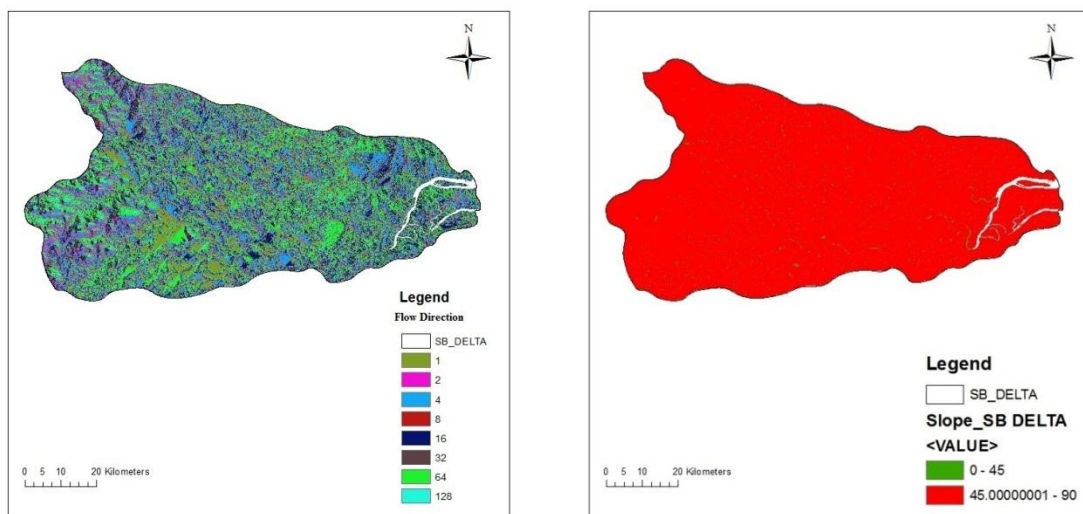 N
Legend
Flow Direction
SB_DELTA
1
2
4
8
16
32
64
128
0 5 10 20 Kilometers
N
Legend
SB_DELTA
Slope_SB DELTA
<VALUE>
0 - 45
45.00000001 - 90
0 5 10 20 Kilometers